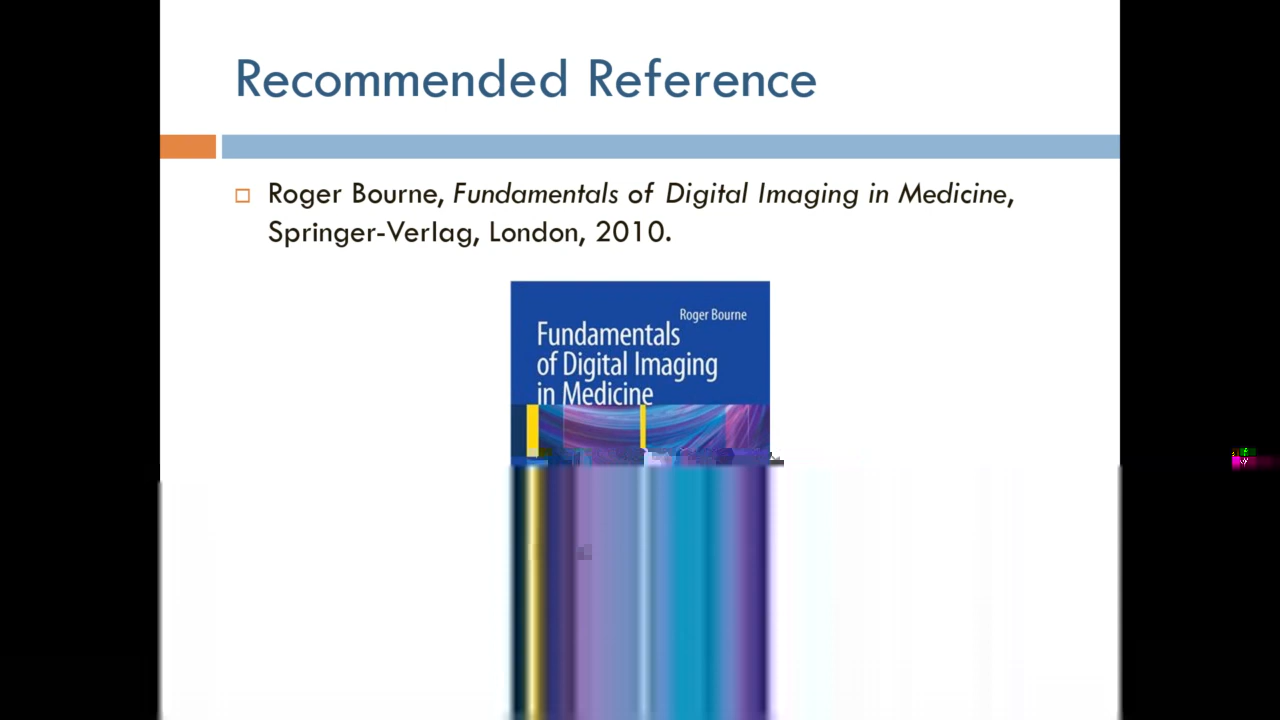 Recommended Reference
Roger Bourne, Fundamentals of Digital Imaging in Medicine,
Springer-Verlag, London, 2010.
Roger Bourne
Fundamentals
of Digital Imaging
in Medicine